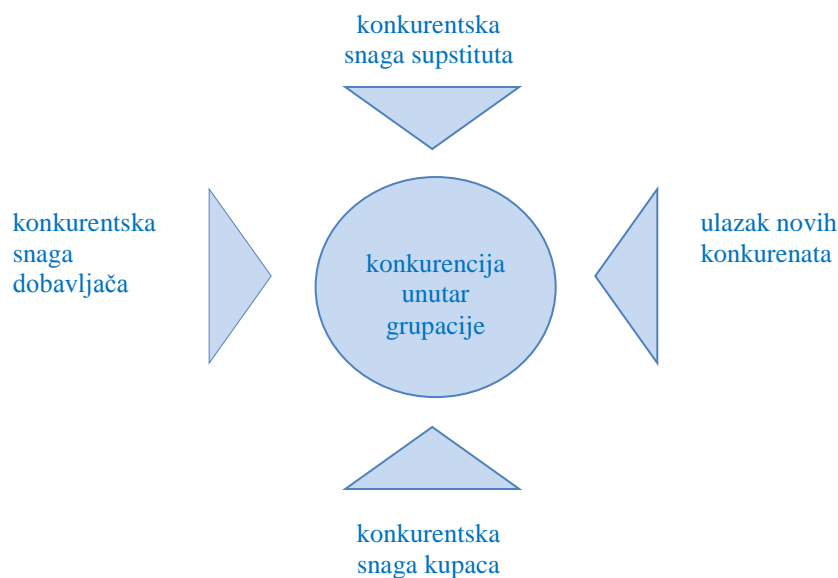 konkurentska
snaga supstituta
konkurentska
snaga
dobavljača
konkurencija
unutar
grupacije
ulazak novih
konkurenata
konkurentska
snaga kupaca